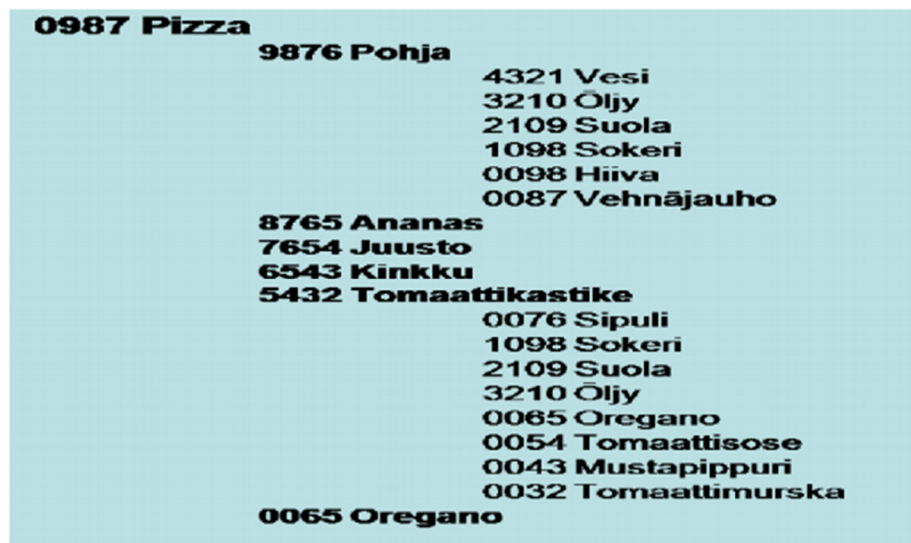 0987 Pizza
9876 Pohja
4321 Vesi
3210 Öljy
2109 Suola
1098 Sokeri
0098 Hiiva
0087 Vehnäjauho
8765 Ananas
7654 Juusto
6543 Kinkku
5432 Tomaattikastike
0076 Sipuli
1098 Sokeri
2109 Suola
3210 Öljy
0065 Oregano
0054 Tomaattisose
0043 Mustapippuri
0032 Tomaattimurska
0065 Oregano